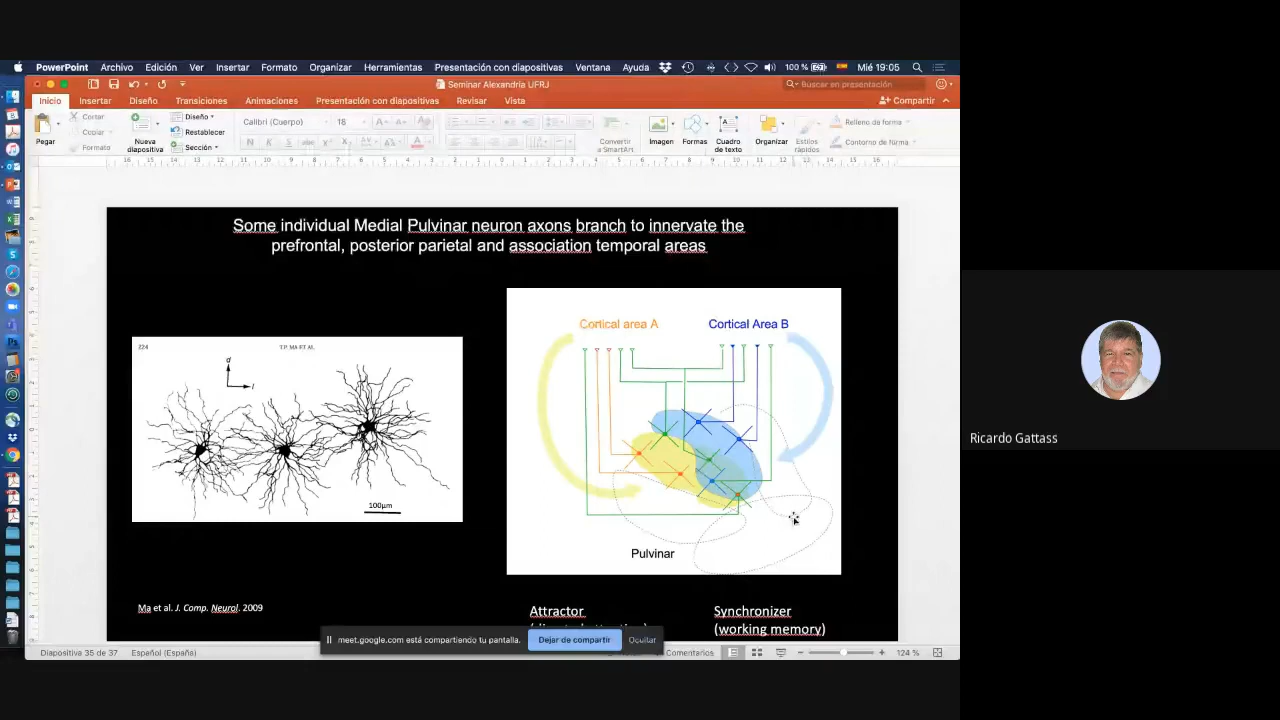 PowerPoint Archivo Edición Ver Insertar Formato Organizar Herramientas Presentación con diapositivas Ventana Ayuda 100 % Mié 19:05
Seminar Alexandria UFRJ
Buscar en presentación
Inicio Insertar Diseño Transiciones Animaciones Presentación con diapositivas Revisar Vista Compartir
Pegar
Cortar
Copiar
Formato
Nueva diapositiva
Diseño
Restablecer
Sección
Calibri (Cuerpo) 18
Convertir a SmartArt
Imagen
Formas
Cuadro de texto
Organizar
Estilos rápidos
Relleno de forma
Contorno de forma
Some individual Medial Pulvinar neuron axons branch to innervate the
prefrontal, posterior parietal and association temporal areas
224
T.P. MA ET AL.
d
l
100µm
Ma et al. J. Comp. Neurol. 2009
Cortical area A
Cortical Area B
Pulvinar
Attractor
Synchronizer
(working memory)
meet.google.com está compartiendo tu pantalla.
Dejar de compartir
Ocultar
Diapositiva 35 de 37
Español (España)
Comentarios
124 %
Ricardo Gattass